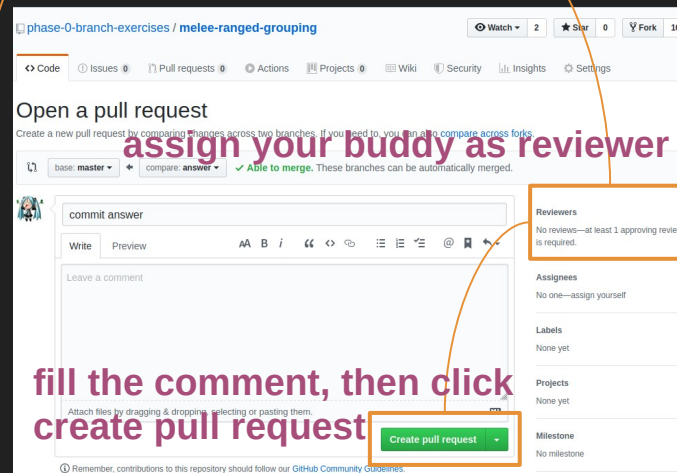 phase-0-branch-exercises / melee-ranged-grouping
Watch 2 Star 0 Fork
Code Issues 0 Pull requests 0 Actions Projects 0 Wiki Security Insights Settings
Open a pull request
Create a new pull request by comparing changes across two branches. If you need to, you can also compare across forks.
assign your buddy as reviewer
base: master compare: answer Able to merge. These branches can be automatically merged.
commit answer
Write Preview
AA B i
Leave a comment
Reviewers
No reviews—at least 1 approving
is required.
Assignees
No one—assign yourself
Labels
None yet
Projects
None yet
Milestone
No milestone
fill the comment, then click
create pull request
Attach files by dragging & dropping, selecting or pasting them.
Create pull request
Remember, contributions to this repository should follow our GitHub Community Guidelines.